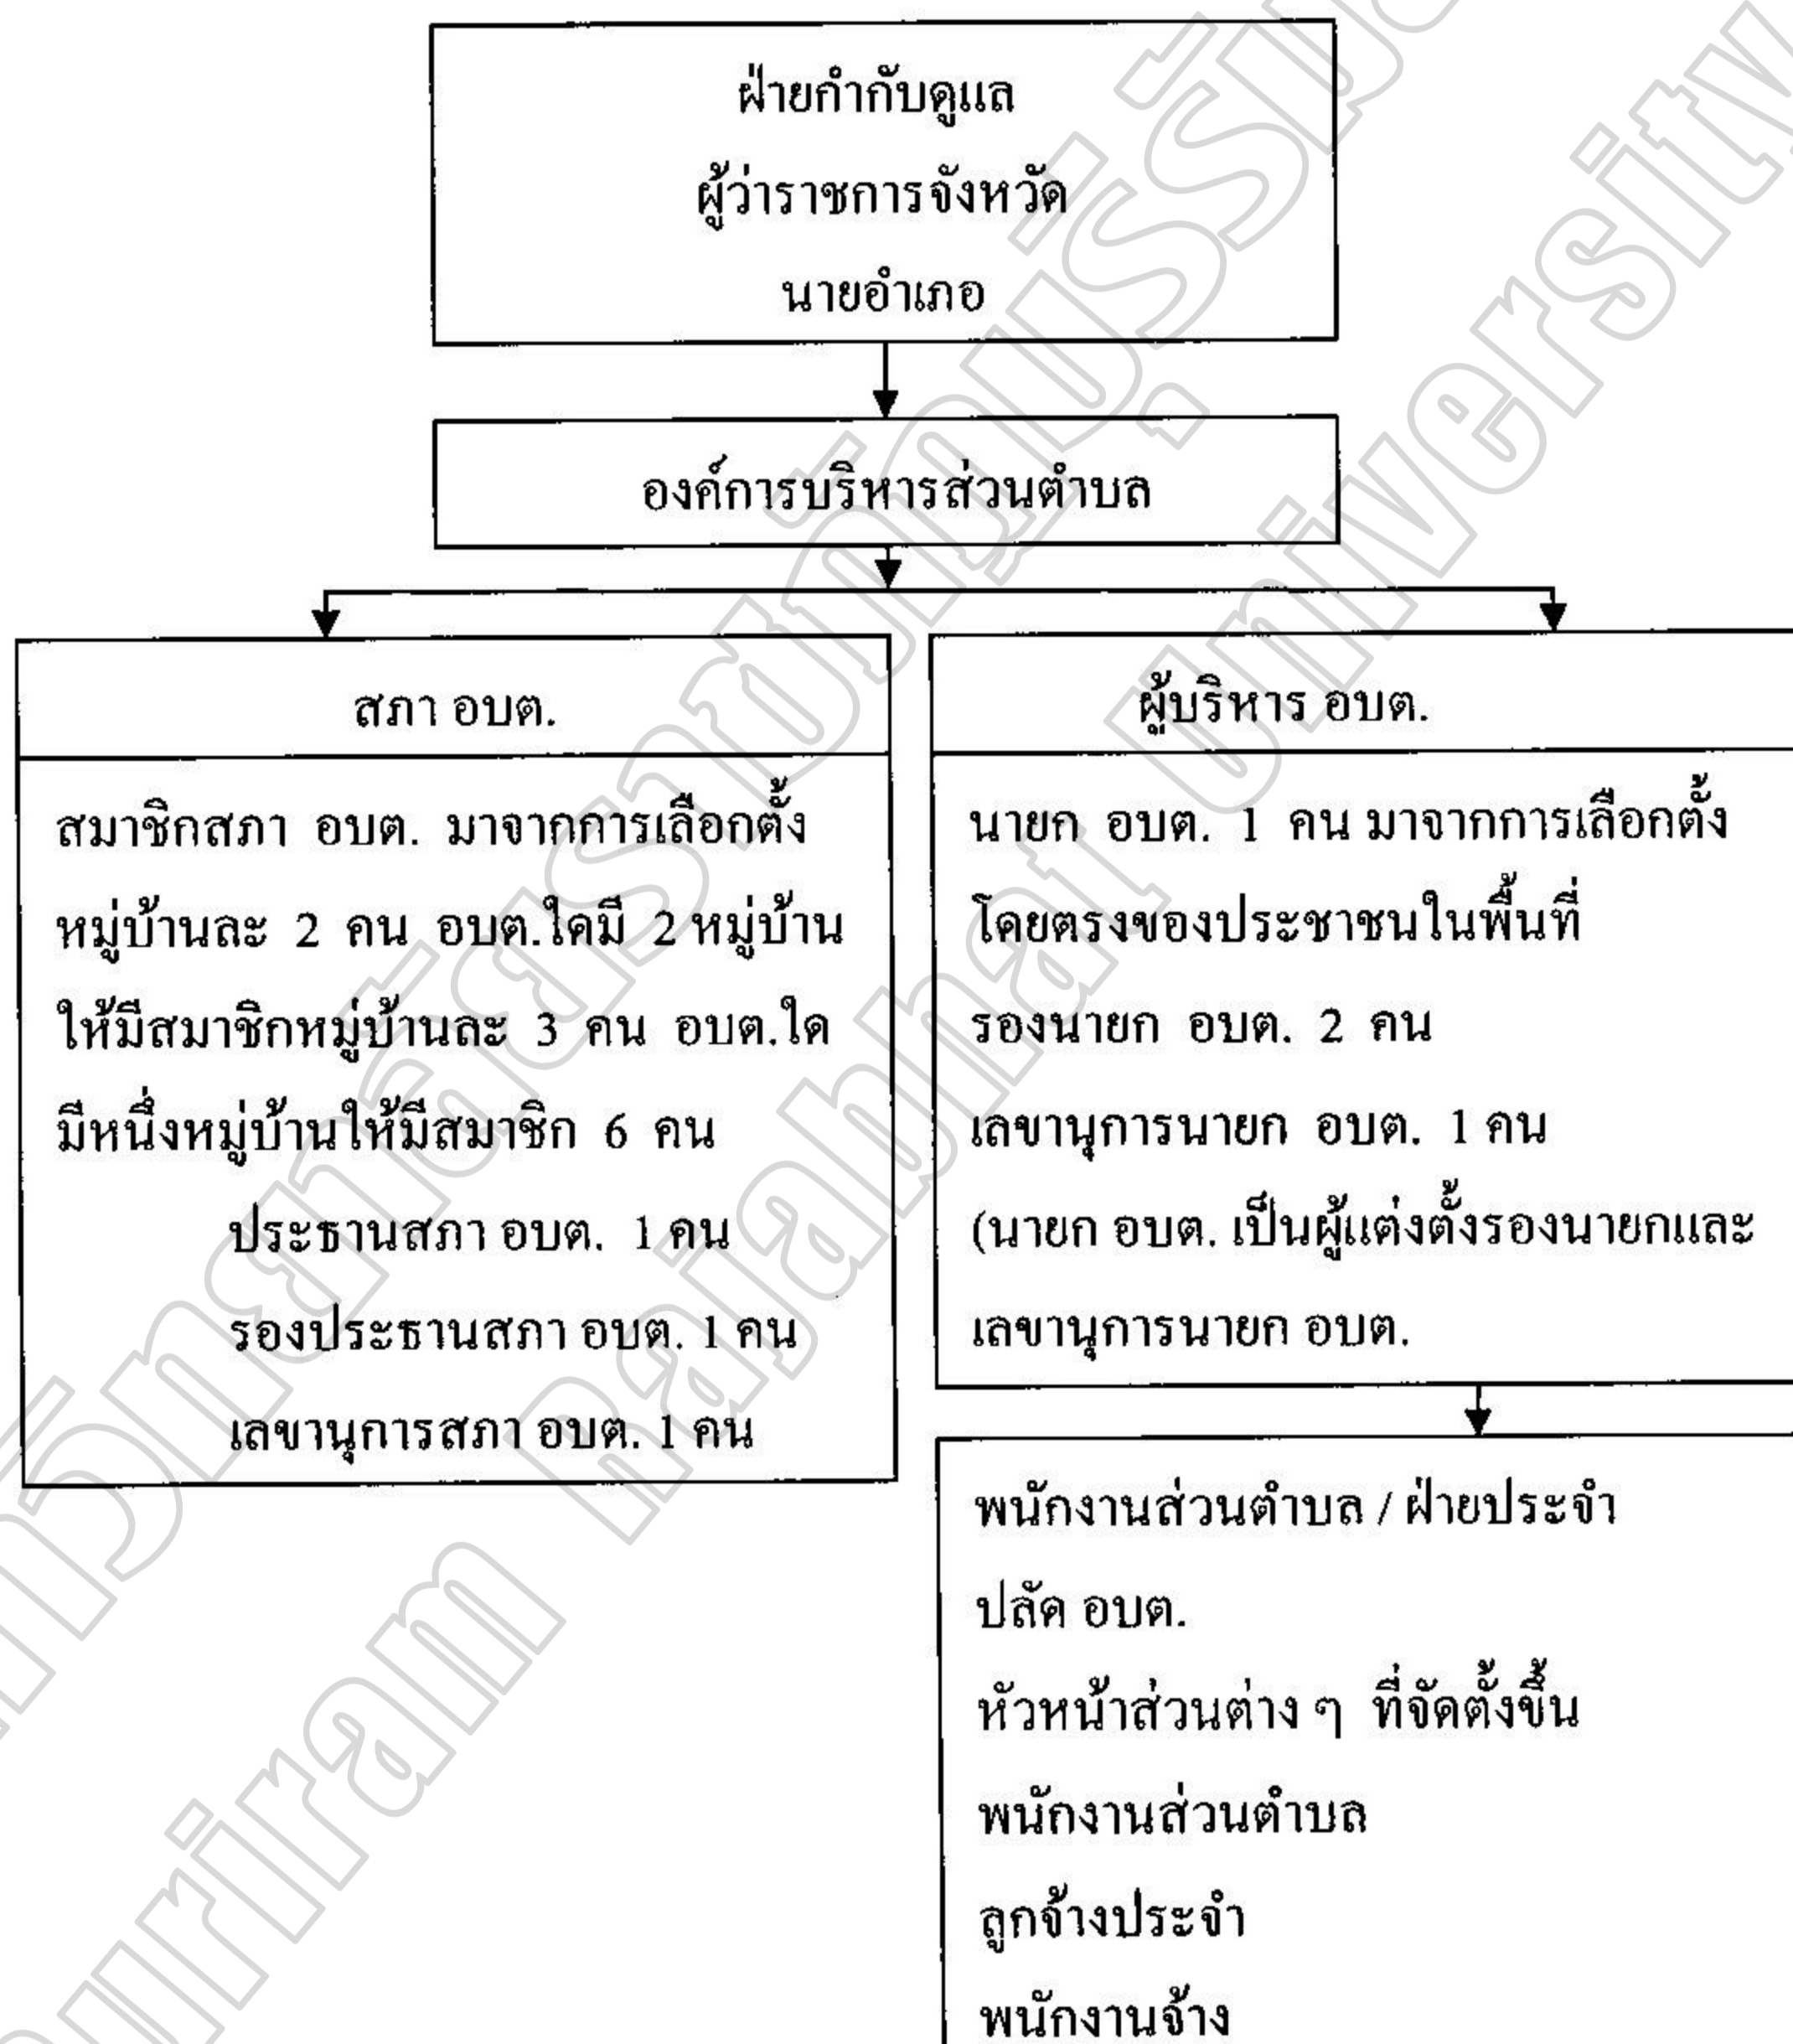 ฝ่ายกำกับดูแล
ผู้ว่าราชการจังหวัด
นายอำเภอ
องค์การบริหารส่วนตำบล
สภา อบต.
สมาชิกสภา อบต. มาจากการเลือกตั้ง
หมู่บ้านละ 2 คน อบต.ใดมี 2 หมู่บ้าน
ให้มีสมาชิกหมู่บ้านละ 3 คน อบต.ใด
มีหนึ่งหมู่บ้านให้มีสมาชิก 6 คน
ประธานสภา อบต. 1 คน
รองประธานสภา อบต. 1 คน
เลขานุการสภา อบต. 1 คน
ผู้บริหาร อบต.
นายก อบต. 1 คน มาจากการเลือกตั้ง
โดยตรงของประชาชนในพื้นที่
รองนายก อบต. 2 คน
เลขานุการนายก อบต. 1 คน
(นายก อบต. เป็นผู้แต่งตั้งรองนายกและ
เลขานุการนายก อบต.
พนักงานส่วนตำบล / ฝ่ายประจำ
ปลัด อบต.
หัวหน้าส่วนต่าง ๆ ที่จัดตั้งขึ้น
พนักงานส่วนตำบล
ลูกจ้างประจำ
พนักงานจ้าง
Rajabhat University